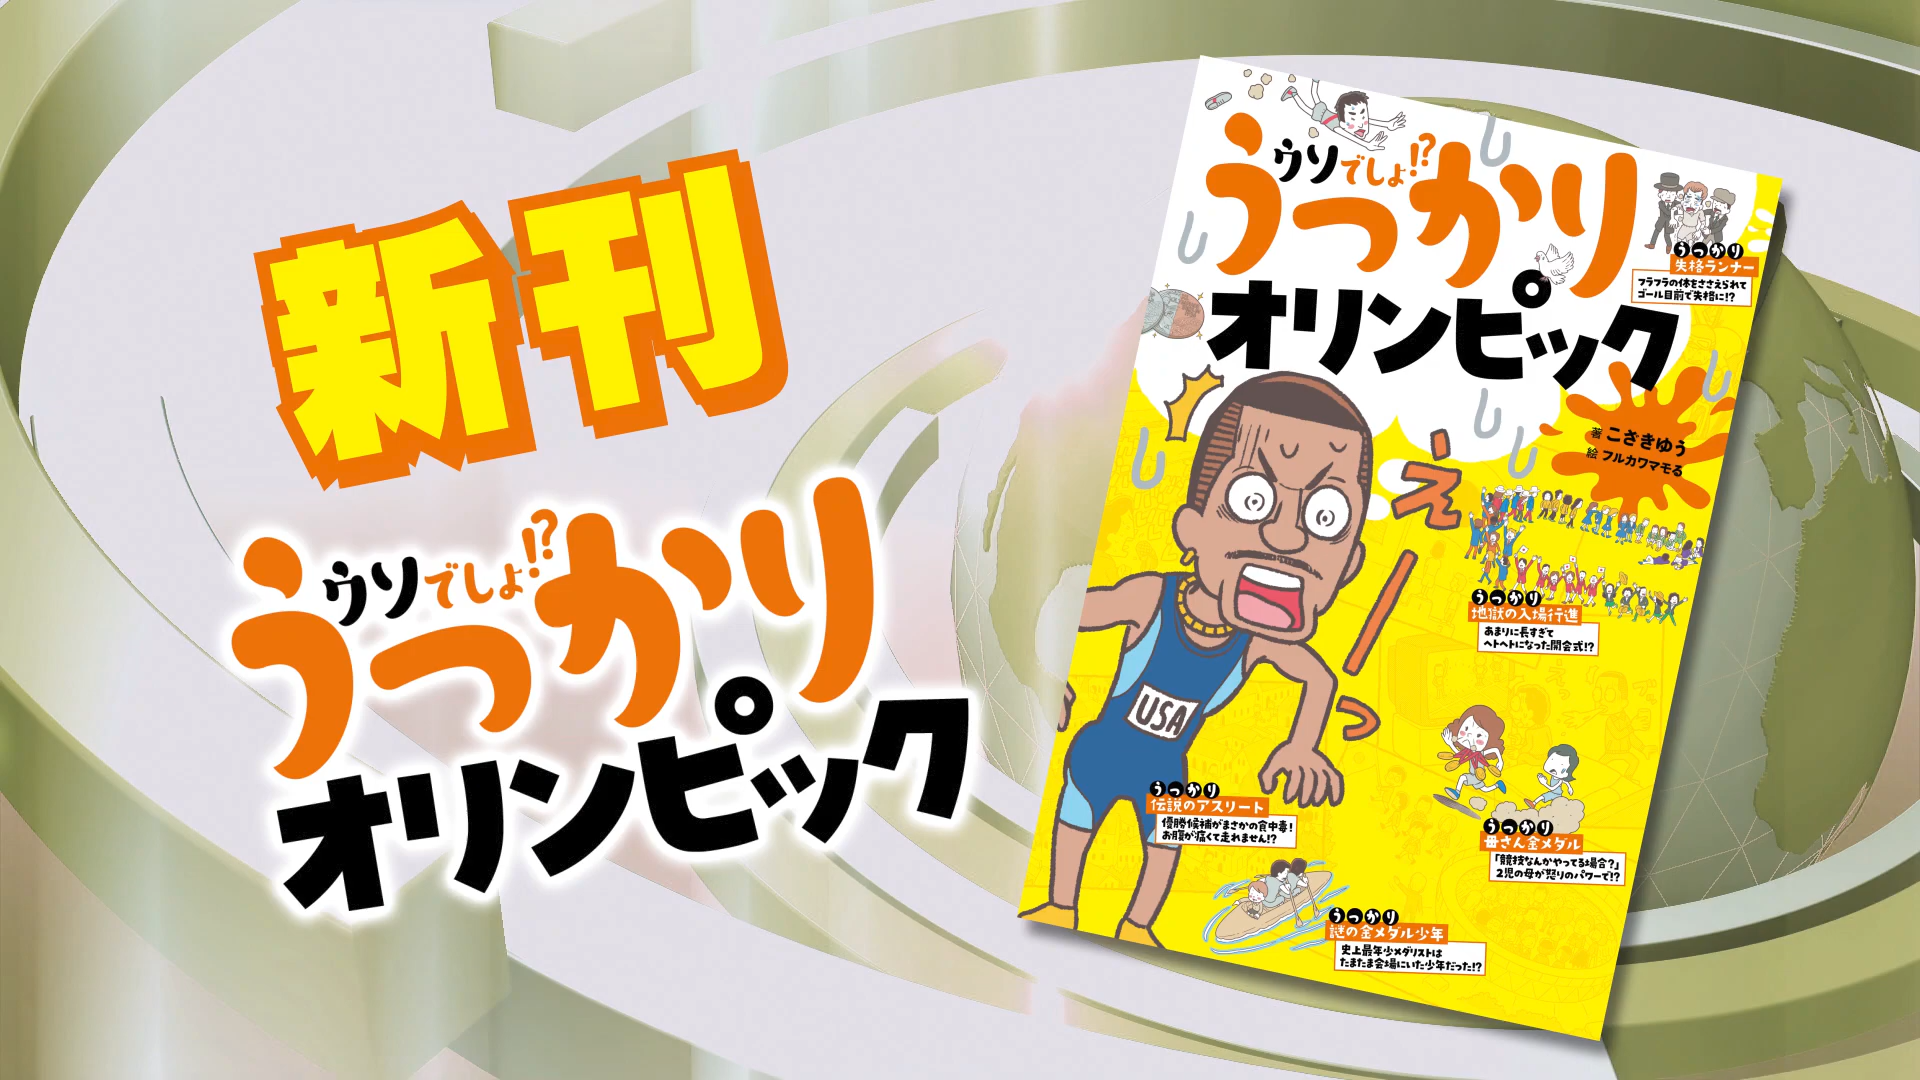 新刊
ウソでしょ!?
うっかり
オリンピック
ウソでしょ!?
うっかり
オリンピック
うっかり
失格ランナー
フラフラの体をささえられて
ゴール目前で失格に!?
著 こざきゆう
絵 フルカワマモる
えーっ
うっかり
地獄の入場行進
あまりに長すぎて
ヘトヘトになった開会式!?
USA
うっかり
伝説のアスリート
優勝候補がまさかの食中毒!
お腹が痛くて走れません!?
うっかり
母さん金メダル
「競技なんかやってる場合?」
2児の母が怒りのパワーで!?
うっかり
謎の金メダル少年
史上最年少メダリストは
たまたま会場にいた少年だった!?